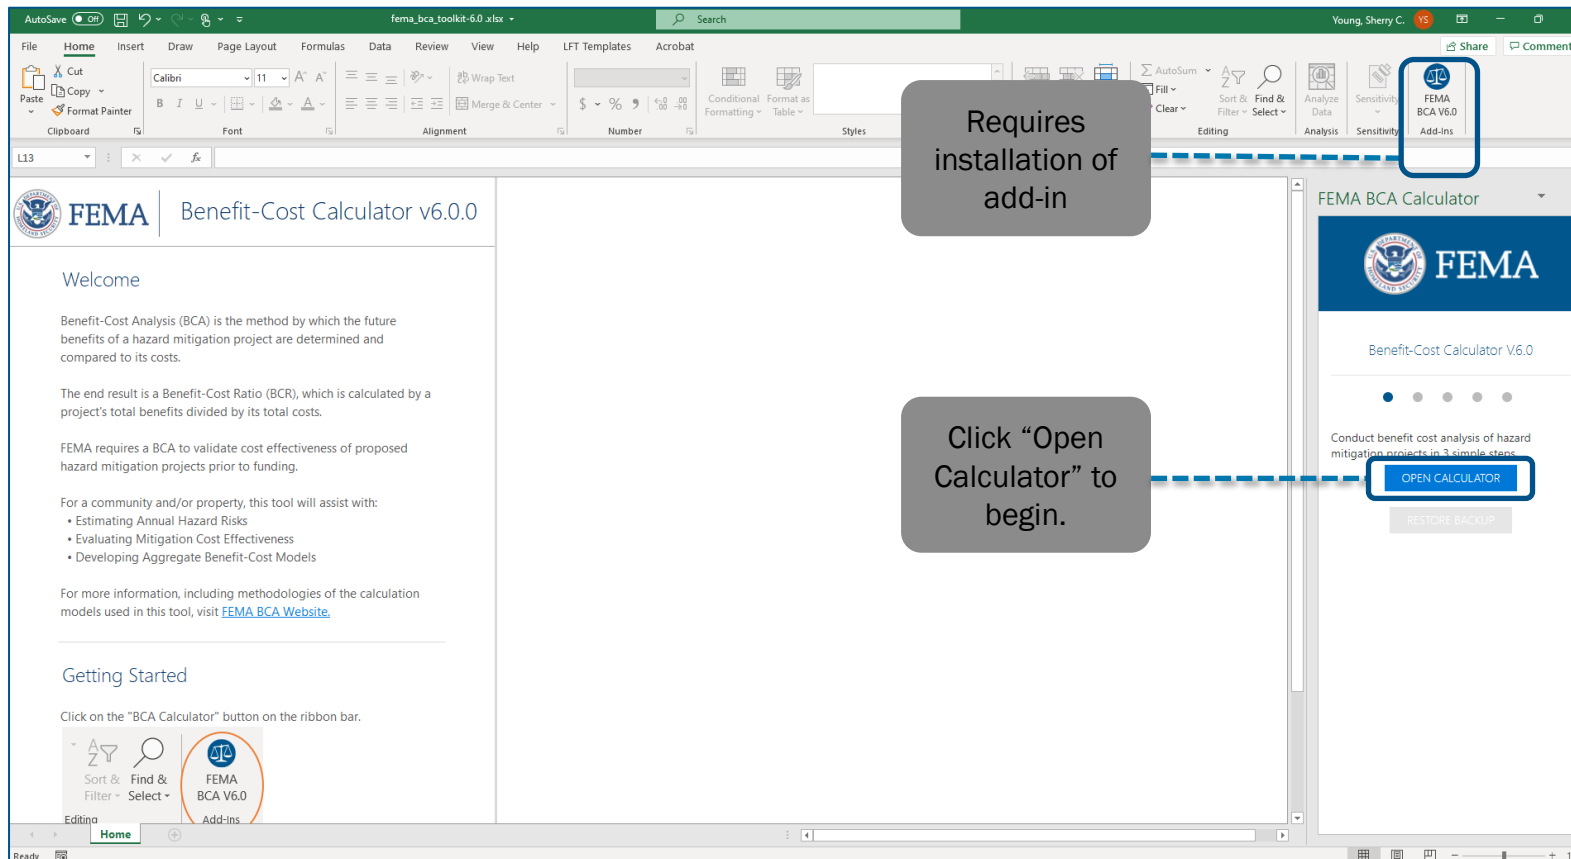 AutoSave Off
fema_bca_toolkit-6.0.xlsx
Search
Young, Sherry C. YS
File Home Insert Draw Page Layout Formulas Data Review View Help LFT Templates Acrobat
Share Comment
Paste
Cut
Copy
Format Painter
Clipboard
Calibri 11 A^ A˅
B I U A
Font
Wrap Text
Merge & Center
Alignment
$ % 9 .00 .00
Number
Conditional Formatting
Format as Table
Styles
AutoSum
Fill
Clear
Sort & Filter
Find & Select
Editing
Analyze Data
Analysis
Sensitivity
Sensitivity
FEMA
BCA V6.0
Add-Ins
L13
fx
Requires
installation of
add-in
FEMA
Benefit-Cost Calculator v6.0.0
Welcome
Benefit-Cost Analysis (BCA) is the method by which the future
benefits of a hazard mitigation project are determined and
compared to its costs.
The end result is a Benefit-Cost Ratio (BCR), which is calculated by a
project's total benefits divided by its total costs.
FEMA requires a BCA to validate cost effectiveness of proposed
hazard mitigation projects prior to funding.
For a community and/or property, this tool will assist with:
• Estimating Annual Hazard Risks
• Evaluating Mitigation Cost Effectiveness
• Developing Aggregate Benefit-Cost Models
For more information, including methodologies of the calculation
models used in this tool, visit FEMA BCA Website.
Getting Started
Click on the "BCA Calculator" button on the ribbon bar.
Sort & Filter
Find & Select
FEMA
BCA V6.0
Editing
Add-Ins
Click “Open
Calculator” to
begin.
FEMA BCA Calculator
FEMA
Benefit-Cost Calculator V.6.0
Conduct benefit cost analysis of hazard
mitigation projects in 3 simple steps
OPEN CALCULATOR
RESTORE BACKUP
Home
Ready